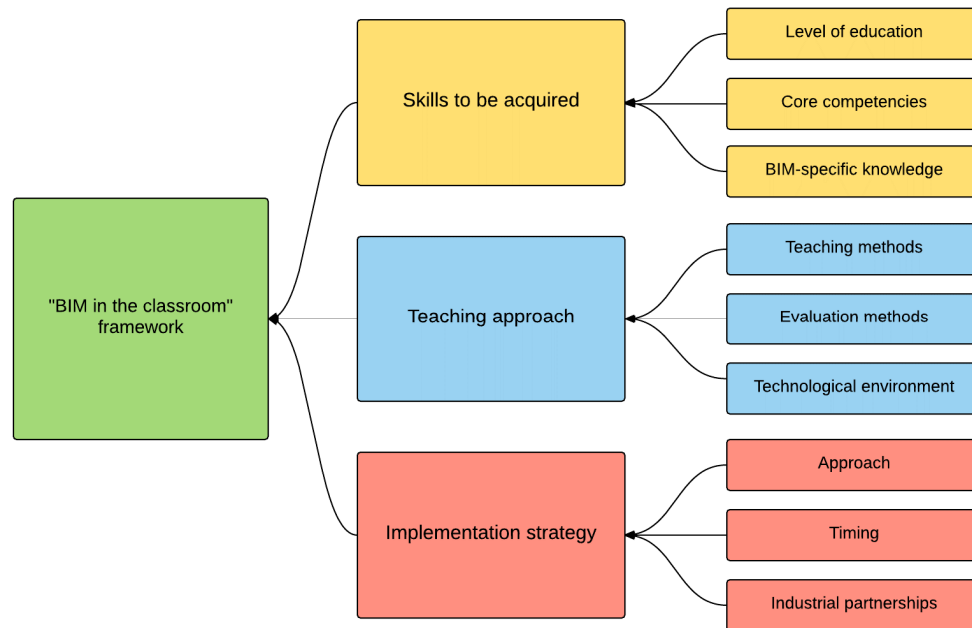 Level of education
Skills to be acquired
Core competencies
BIM-specific knowledge
"BIM in the classroom"
framework
Teaching methods
Teaching approach
Evaluation methods
Technological environment
Approach
Implementation strategy
Timing
Industrial partnerships